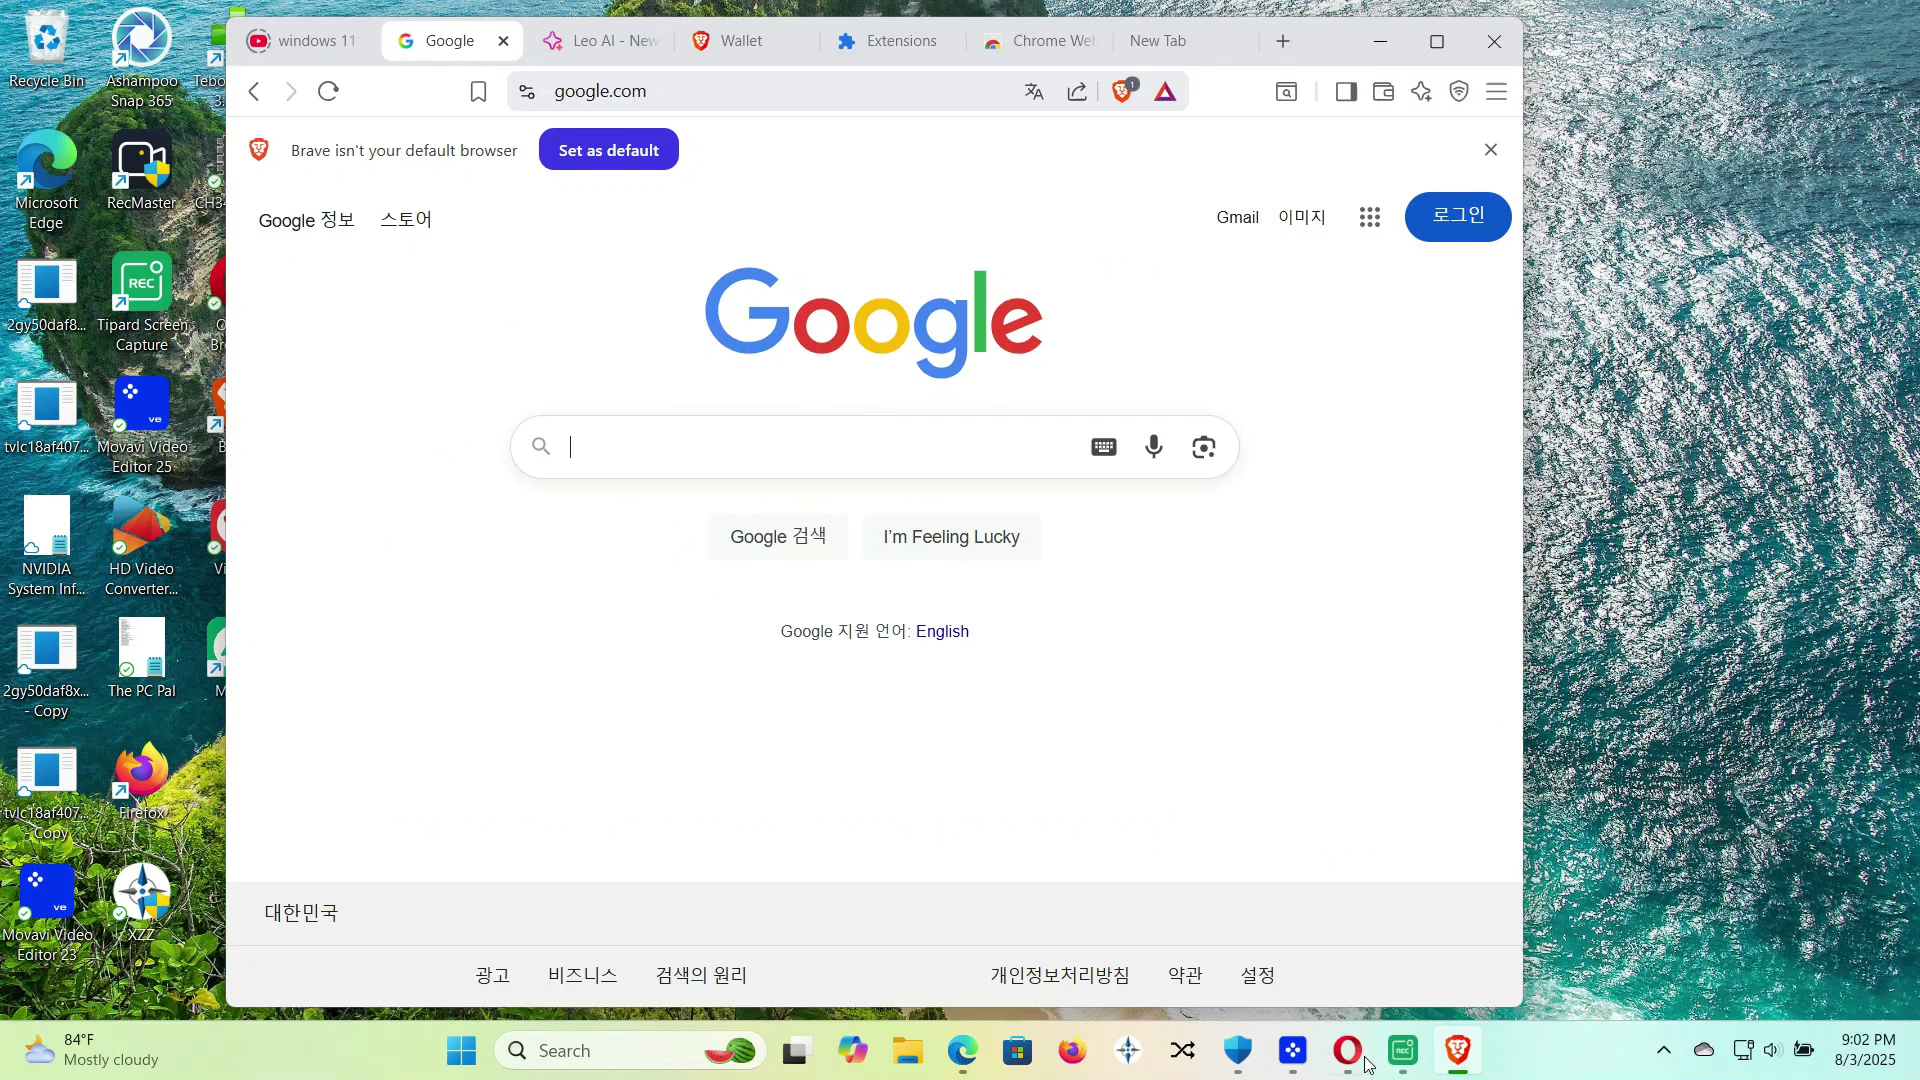 windows 11
Google
Leo AI - New
Wallet
Extensions
Chrome Web
New Tab
google.com
1
Brave isn't your default browser
Set as default
Google 정보
스토어
Gmail
이미지
로그인
Google
Google 검색
I'm Feeling Lucky
Google 지원 언어: English
대한민국
광고
비즈니스
검색의 원리
개인정보처리방침
약관
설정
Recycle Bin
Ashampoo
Snap 365
Microsoft
Edge
RecMaster
2gy50daf8...
REC
Tipard Screen
Capture
tvlc18af407...
ve
Movavi Video
Editor 25
NVIDIA
System Inf...
HD Video
Converter...
2gy50daf8x...
- Copy
The PC Pal
tvlc18af407...
- Copy
Firefox
ve
Movavi Video
Editor 23
XZZ
84°F
Mostly cloudy
Search
REC
9:02 PM
8/3/2025